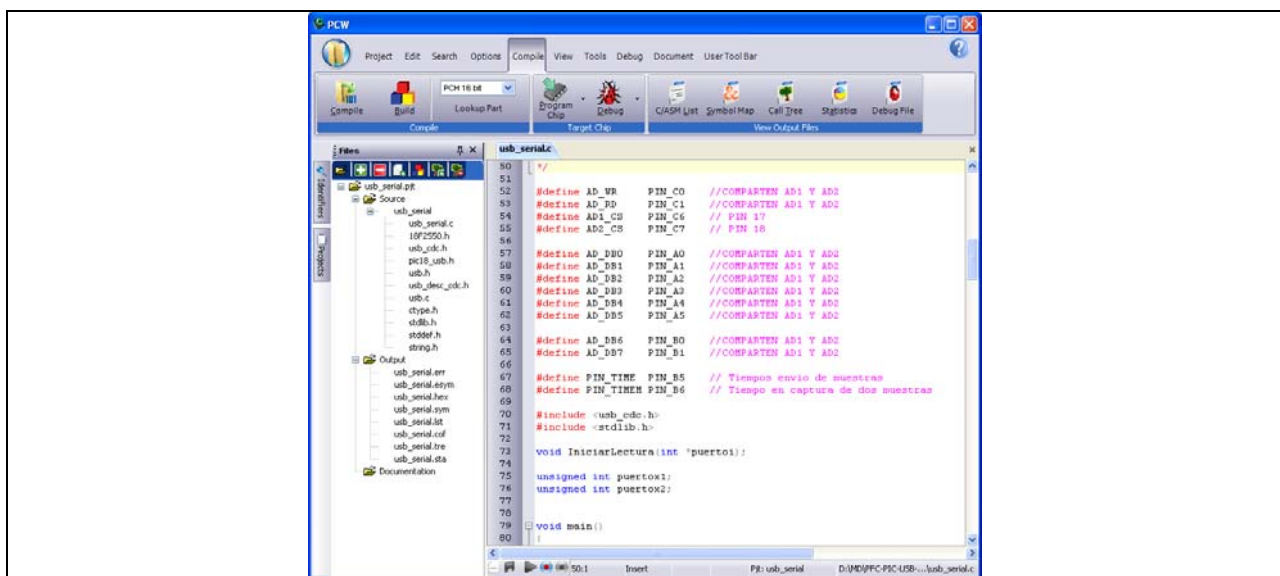 PCW
Project Edit Search Options Compile View Tools Debug Document User Tool Bar
PCH 16 bit
Compile Build Lookup Part Program Chip Debug C/ASM List Symbol Map Call Tree Statistics Debug File
Compile Target Chip View Output Files
Files
Identifiers
Projects
usb_serial.pjt
Source
usb_serial
usb_serial.c
18F2550.h
usb_cdc.h
pic18_usb.h
usb.h
usb_desc_cdc.h
usb.c
ctype.h
stdlib.h
stddef.h
string.h
Output
usb_serial.err
usb_serial.esym
usb_serial.hex
usb_serial.sym
usb_serial.lst
usb_serial.cof
usb_serial.tre
usb_serial.sta
Documentation
usb_serial.c
50 */
51
52 #define AD_WR PIN_C0 //COMPARTEN AD1 Y AD2
53 #define AD_RD PIN_C1 //COMPARTEN AD1 Y AD2
54 #define AD1_CS PIN_C6 // PIN 17
55 #define AD2_CS PIN_C7 // PIN 18
56
57 #define AD_DB0 PIN_A0 //COMPARTEN AD1 Y AD2
58 #define AD_DB1 PIN_A1 //COMPARTEN AD1 Y AD2
59 #define AD_DB2 PIN_A2 //COMPARTEN AD1 Y AD2
60 #define AD_DB3 PIN_A3 //COMPARTEN AD1 Y AD2
61 #define AD_DB4 PIN_A4 //COMPARTEN AD1 Y AD2
62 #define AD_DB5 PIN_A5 //COMPARTEN AD1 Y AD2
63
64 #define AD_DB6 PIN_B0 //COMPARTEN AD1 Y AD2
65 #define AD_DB7 PIN_B1 //COMPARTEN AD1 Y AD2
66
67 #define PIN_TIME PIN_B5 // Tiempos envio de muestras
68 #define PIN_TIMEM PIN_B6 // Tiempo en captura de dos muestras
69
70 #include <usb_cdc.h>
71 #include <stdlib.h>
72
73 void IniciarLectura(int *puertoi);
74
75 unsigned int puertox1;
76 unsigned int puertox2;
77
78
79 void main()
80 {
50:1 Insert Pjt: usb_serial D:\MD\PFC-PIC-USB-...\usb_serial.c